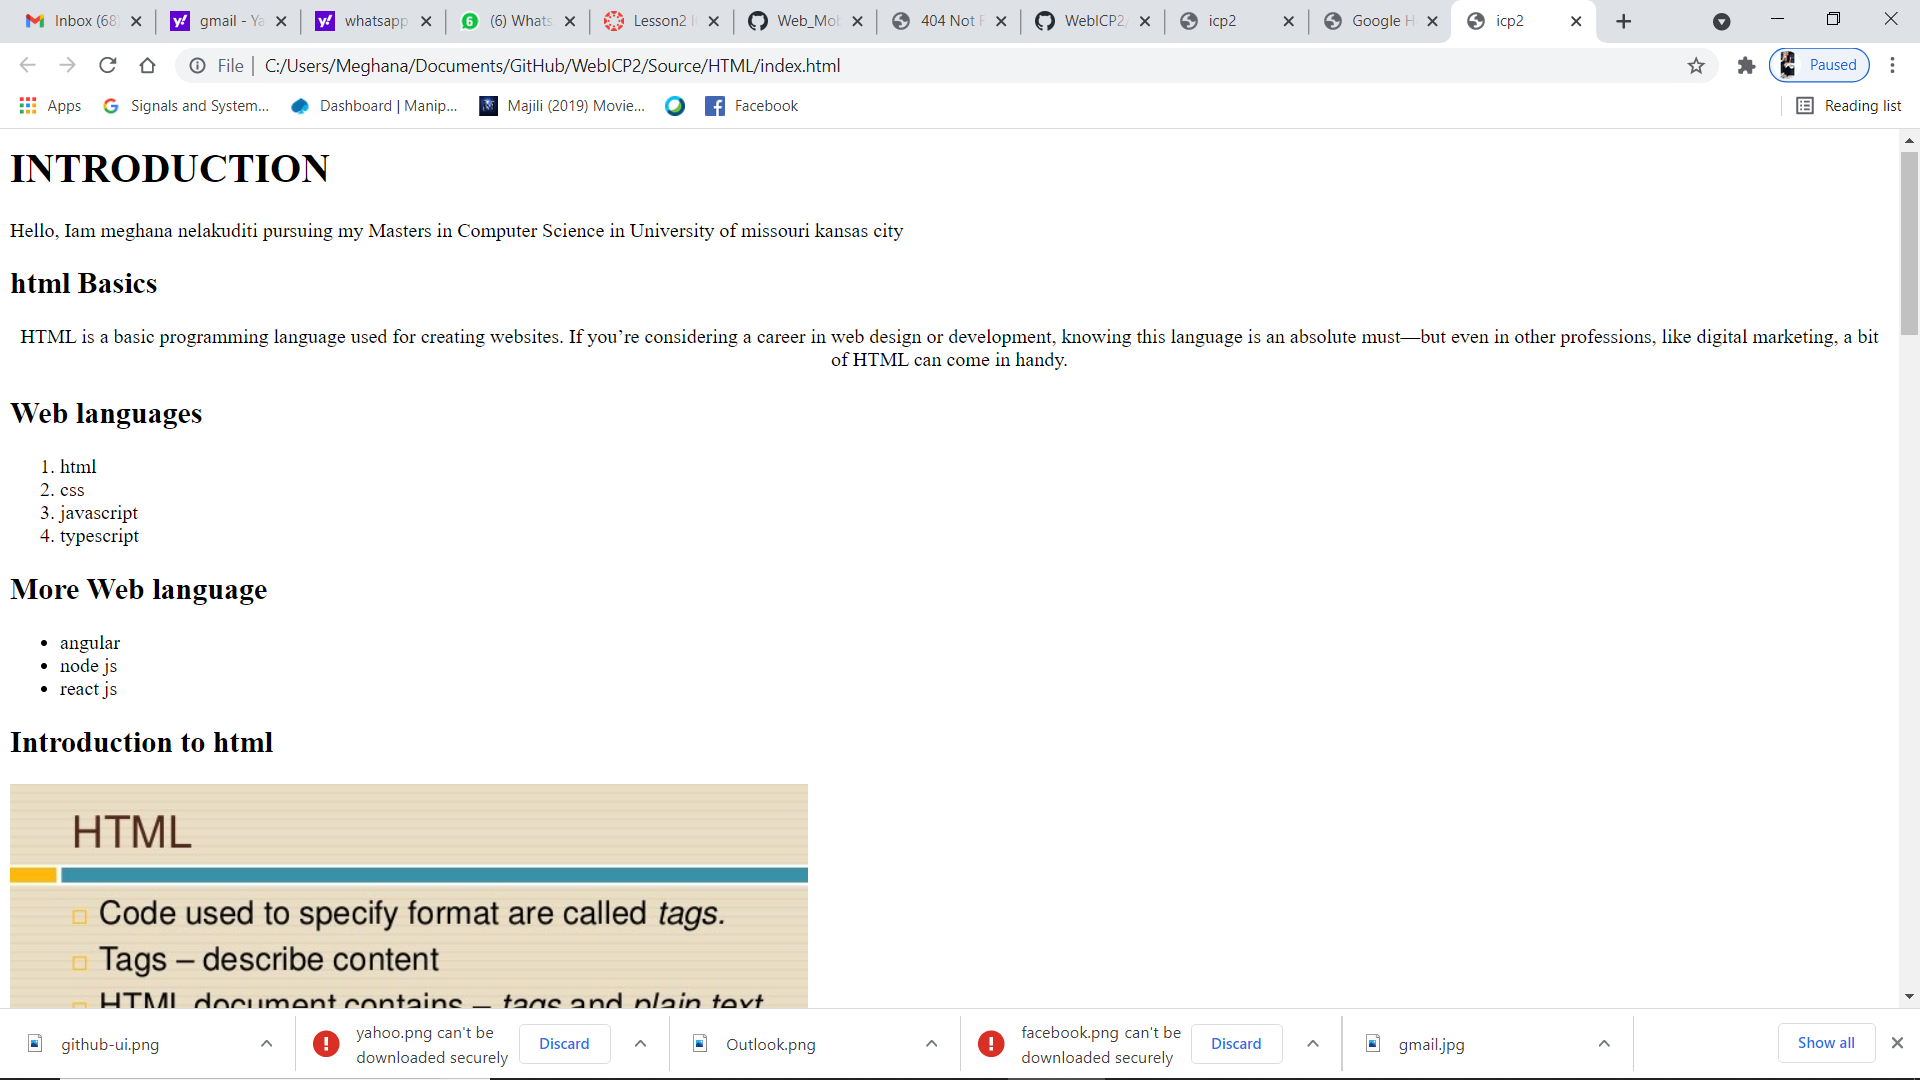 Inbox (68)
gmail - Ya
whatsapp
(6) Whats
Lesson2 I
Web_Mob
404 Not F
WebICP2/
icp2
Google H
icp2
File | C:/Users/Meghana/Documents/GitHub/WebICP2/Source/HTML/index.html
Paused
Apps
Signals and System...
Dashboard | Manip...
Majili (2019) Movie...
Facebook
Reading list
INTRODUCTION
Hello, Iam meghana nelakuditi pursuing my Masters in Computer Science in University of missouri kansas city
html Basics
HTML is a basic programming language used for creating websites. If you’re considering a career in web design or development, knowing this language is an absolute must—but even in other professions, like digital marketing, a bit
of HTML can come in handy.
Web languages
1. html
2. css
3. javascript
4. typescript
More Web language
• angular
• node js
• react js
Introduction to html
HTML
Code used to specify format are called tags.
Tags – describe content
HTML document contains – tags and plain text
github-ui.png
yahoo.png can't be
downloaded securely
Discard
Outlook.png
facebook.png can't be
downloaded securely
Discard
gmail.jpg
Show all